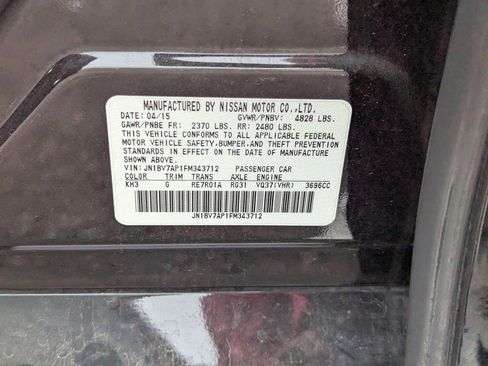 MANUFACTURED BY NISSAN MOTOR CO.,LTD.
DATE: 04/15 GVWR/PNBV: 4828 LBS.
GAWR/PNBE FR: 2370 LBS. RR: 2480 LBS.
THIS VEHICLE CONFORMS TO ALL APPLICABLE FEDERAL
MOTOR VEHICLE SAFETY,BUMPER,AND THEFT PREVENTION
STANDARDS IN EFFECT ON THE DATE OF MANUFACTURE
SHOWN ABOVE.
VIN: JN1BV7AP1FM343712 PASSENGER CAR
COLOR TRIM TRANS AXLE ENGINE
KH3 G RE7R01A RG31 VQ37(VHR) 3696CC
JN1BV7AP1FM343712